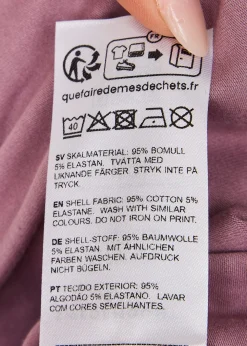 FR
quefairedemesdechets.fr
40
SV SKALMATERIAL: 95% BOMULL
5% ELASTAN. TVÄTTA MED
LIKNANDE FÄRGER. STRYK INTE PÅ
TRYCK.
EN SHELL FABRIC: 95% COTTON 5%
ELASTANE. WASH WITH SIMILAR
COLOURS. DO NOT IRON ON PRINT.
DE SHELL-STOFF: 95% BAUMWOLLE
5% ELASTAN. MIT ÄHNLICHEN
FARBEN WASCHEN. AUFDRUCK
NICHT BÜGELN.
PT TECIDO EXTERIOR: 95%
ALGODÃO 5% ELASTANO. LAVAR
COM CORES SEMELHANTES.